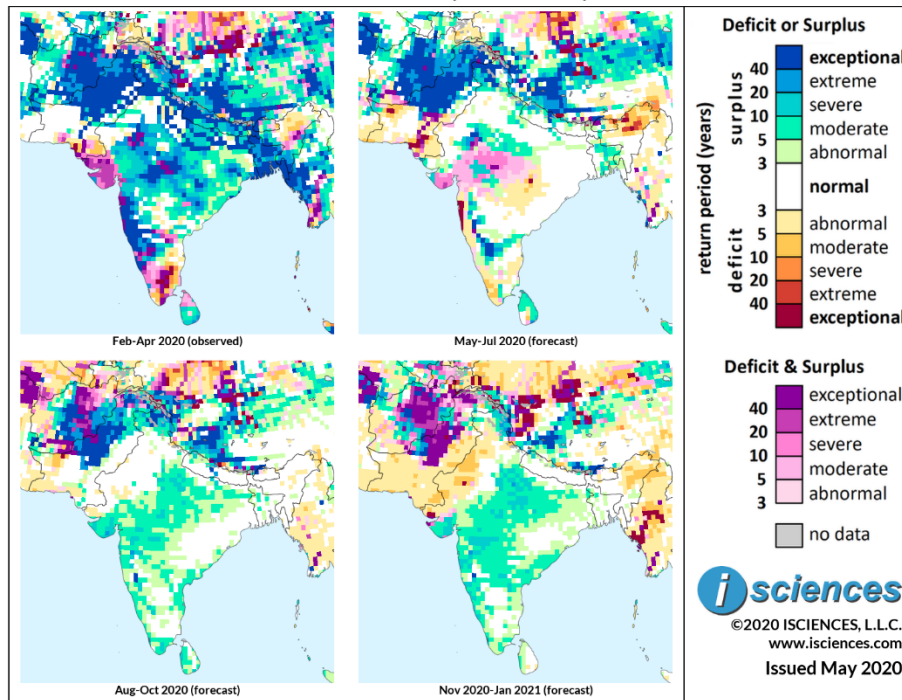 Feb-Apr 2020 (observed)
May-Jul 2020 (forecast)
Aug-Oct 2020 (forecast)
Nov 2020-Jan 2021 (forecast)
Deficit or Surplus
return period (years)
surplus
deficit
exceptional
40
extreme
20
severe
10
moderate
5
abnormal
3
normal
3
abnormal
5
moderate
10
severe
20
extreme
40
exceptional
Deficit & Surplus
exceptional
40
extreme
20
severe
10
moderate
5
abnormal
3
no data
i sciences
©2020 ISCIENCES, L.L.C.
www.isciences.com
Issued May 2020